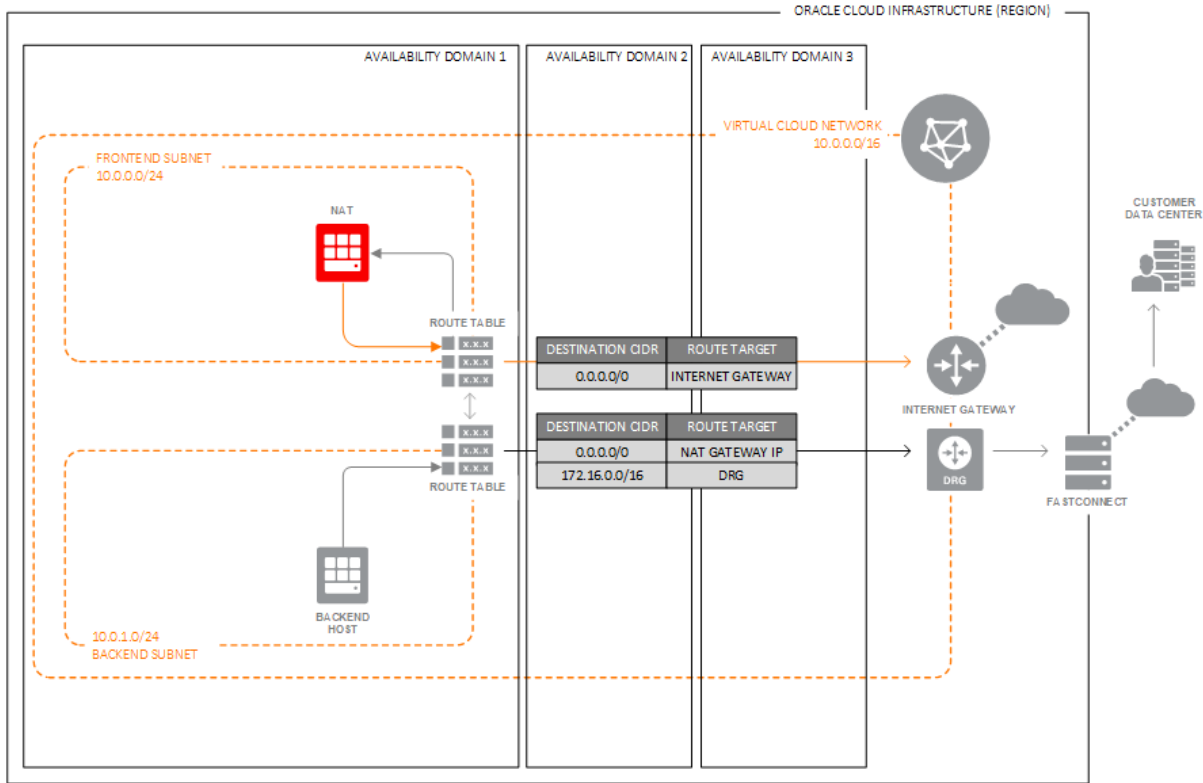 ORACLE CLOUD INFRASTRUCTURE (REGION)
AVAILABILITY DOMAIN 1
AVAILABILITY DOMAIN 2
AVAILABILITY DOMAIN 3
VIRTUAL CLOUD NETWORK
10.0.0.0/16
FRONTEND SUBNET
10.0.0.0/24
NAT
CUSTOMER
DATA CENTER
ROUTE TABLE
x.x.x
x.x.x
x.x.x
DESTINATION CIDR ROUTE TARGET
0.0.0.0/0 INTERNET GATEWAY
INTERNET GATEWAY
x.x.x
x.x.x
x.x.x
ROUTE TABLE
DESTINATION CIDR ROUTE TARGET
0.0.0.0/0 NAT GATEWAY IP
172.16.0.0/16 DRG
DRG
FASTCONNECT
BACKEND
HOST
10.0.1.0/24
BACKEND SUBNET